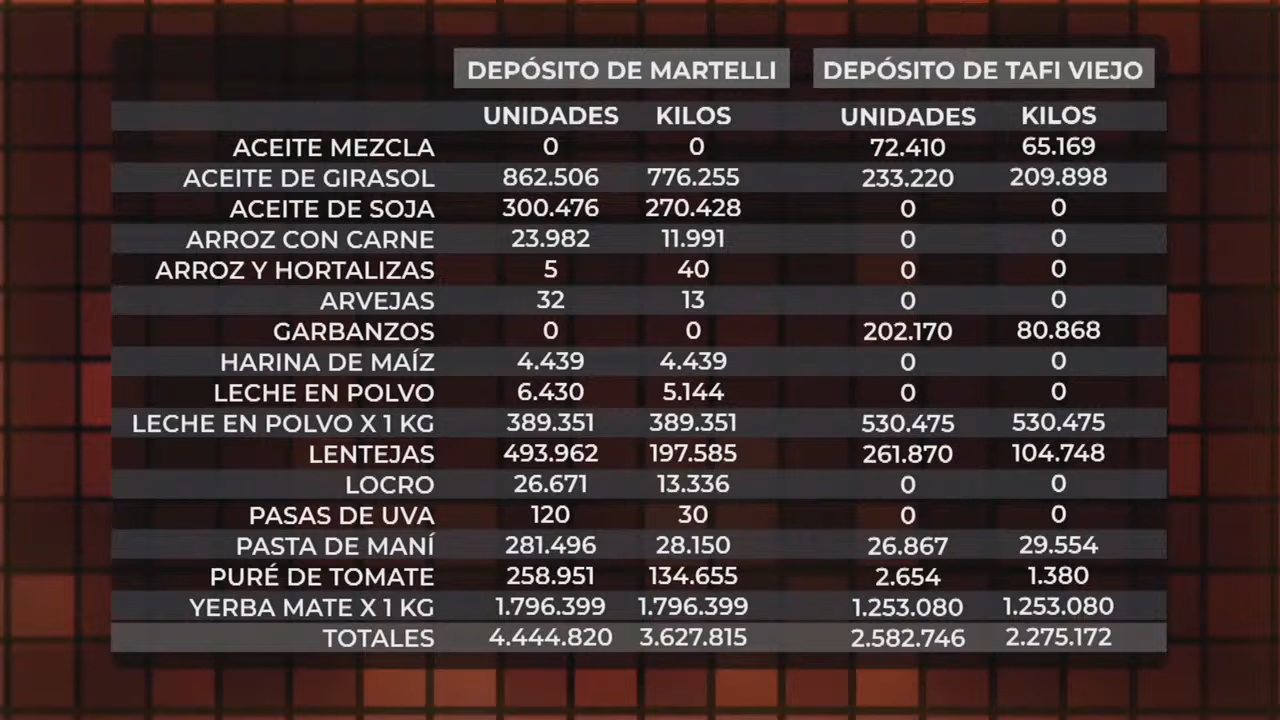 DEPÓSITO DE MARTELLI DEPÓSITO DE TAFI VIEJO
UNIDADES KILOS UNIDADES KILOS
ACEITE MEZCLA 0 0 72.410 65.169
ACEITE DE GIRASOL 862.506 776.255 233.220 209.898
ACEITE DE SOJA 300.476 270.428 0 0
ARROZ CON CARNE 23.982 11.991 0 0
ARROZ Y HORTALIZAS 5 40 0 0
ARVEJAS 32 13 0 0
GARBANZOS 0 0 202.170 80.868
HARINA DE MAÍZ 4.439 4.439 0 0
LECHE EN POLVO 6.430 5.144 0 0
LECHE EN POLVO X 1 KG 389.351 389.351 530.475 530.475
LENTEJAS 493.962 197.585 261.870 104.748
LOCRO 26.671 13.336 0 0
PASAS DE UVA 120 30 0 0
PASTA DE MANÍ 281.496 28.150 26.867 29.554
PURÉ DE TOMATE 258.951 134.655 2.654 1.380
YERBA MATE X 1 KG 1.796.399 1.796.399 1.253.080 1.253.080
TOTALES 4.444.820 3.627.815 2.582.746 2.275.172